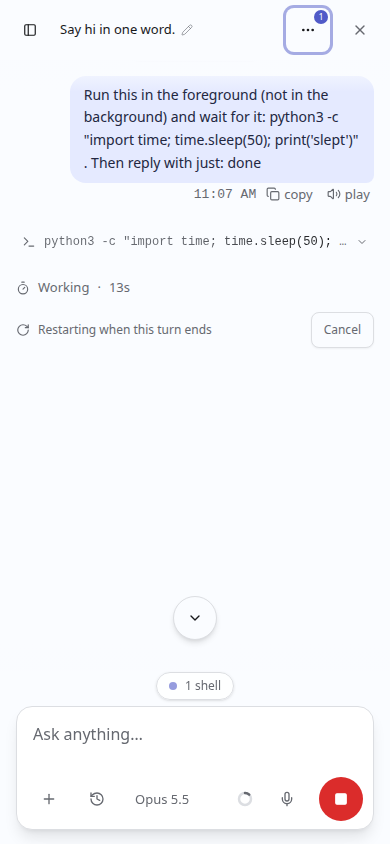 Say hi in one word.
1
Run this in the foreground (not in the
background) and wait for it: python3 -c
"import time; time.sleep(50); print('slept')"
. Then reply with just: done
11:07 AM copy play
python3 -c "import time; time.sleep(50); …
Working · 13s
Restarting when this turn ends Cancel
1 shell
Ask anything...
Opus 5.5